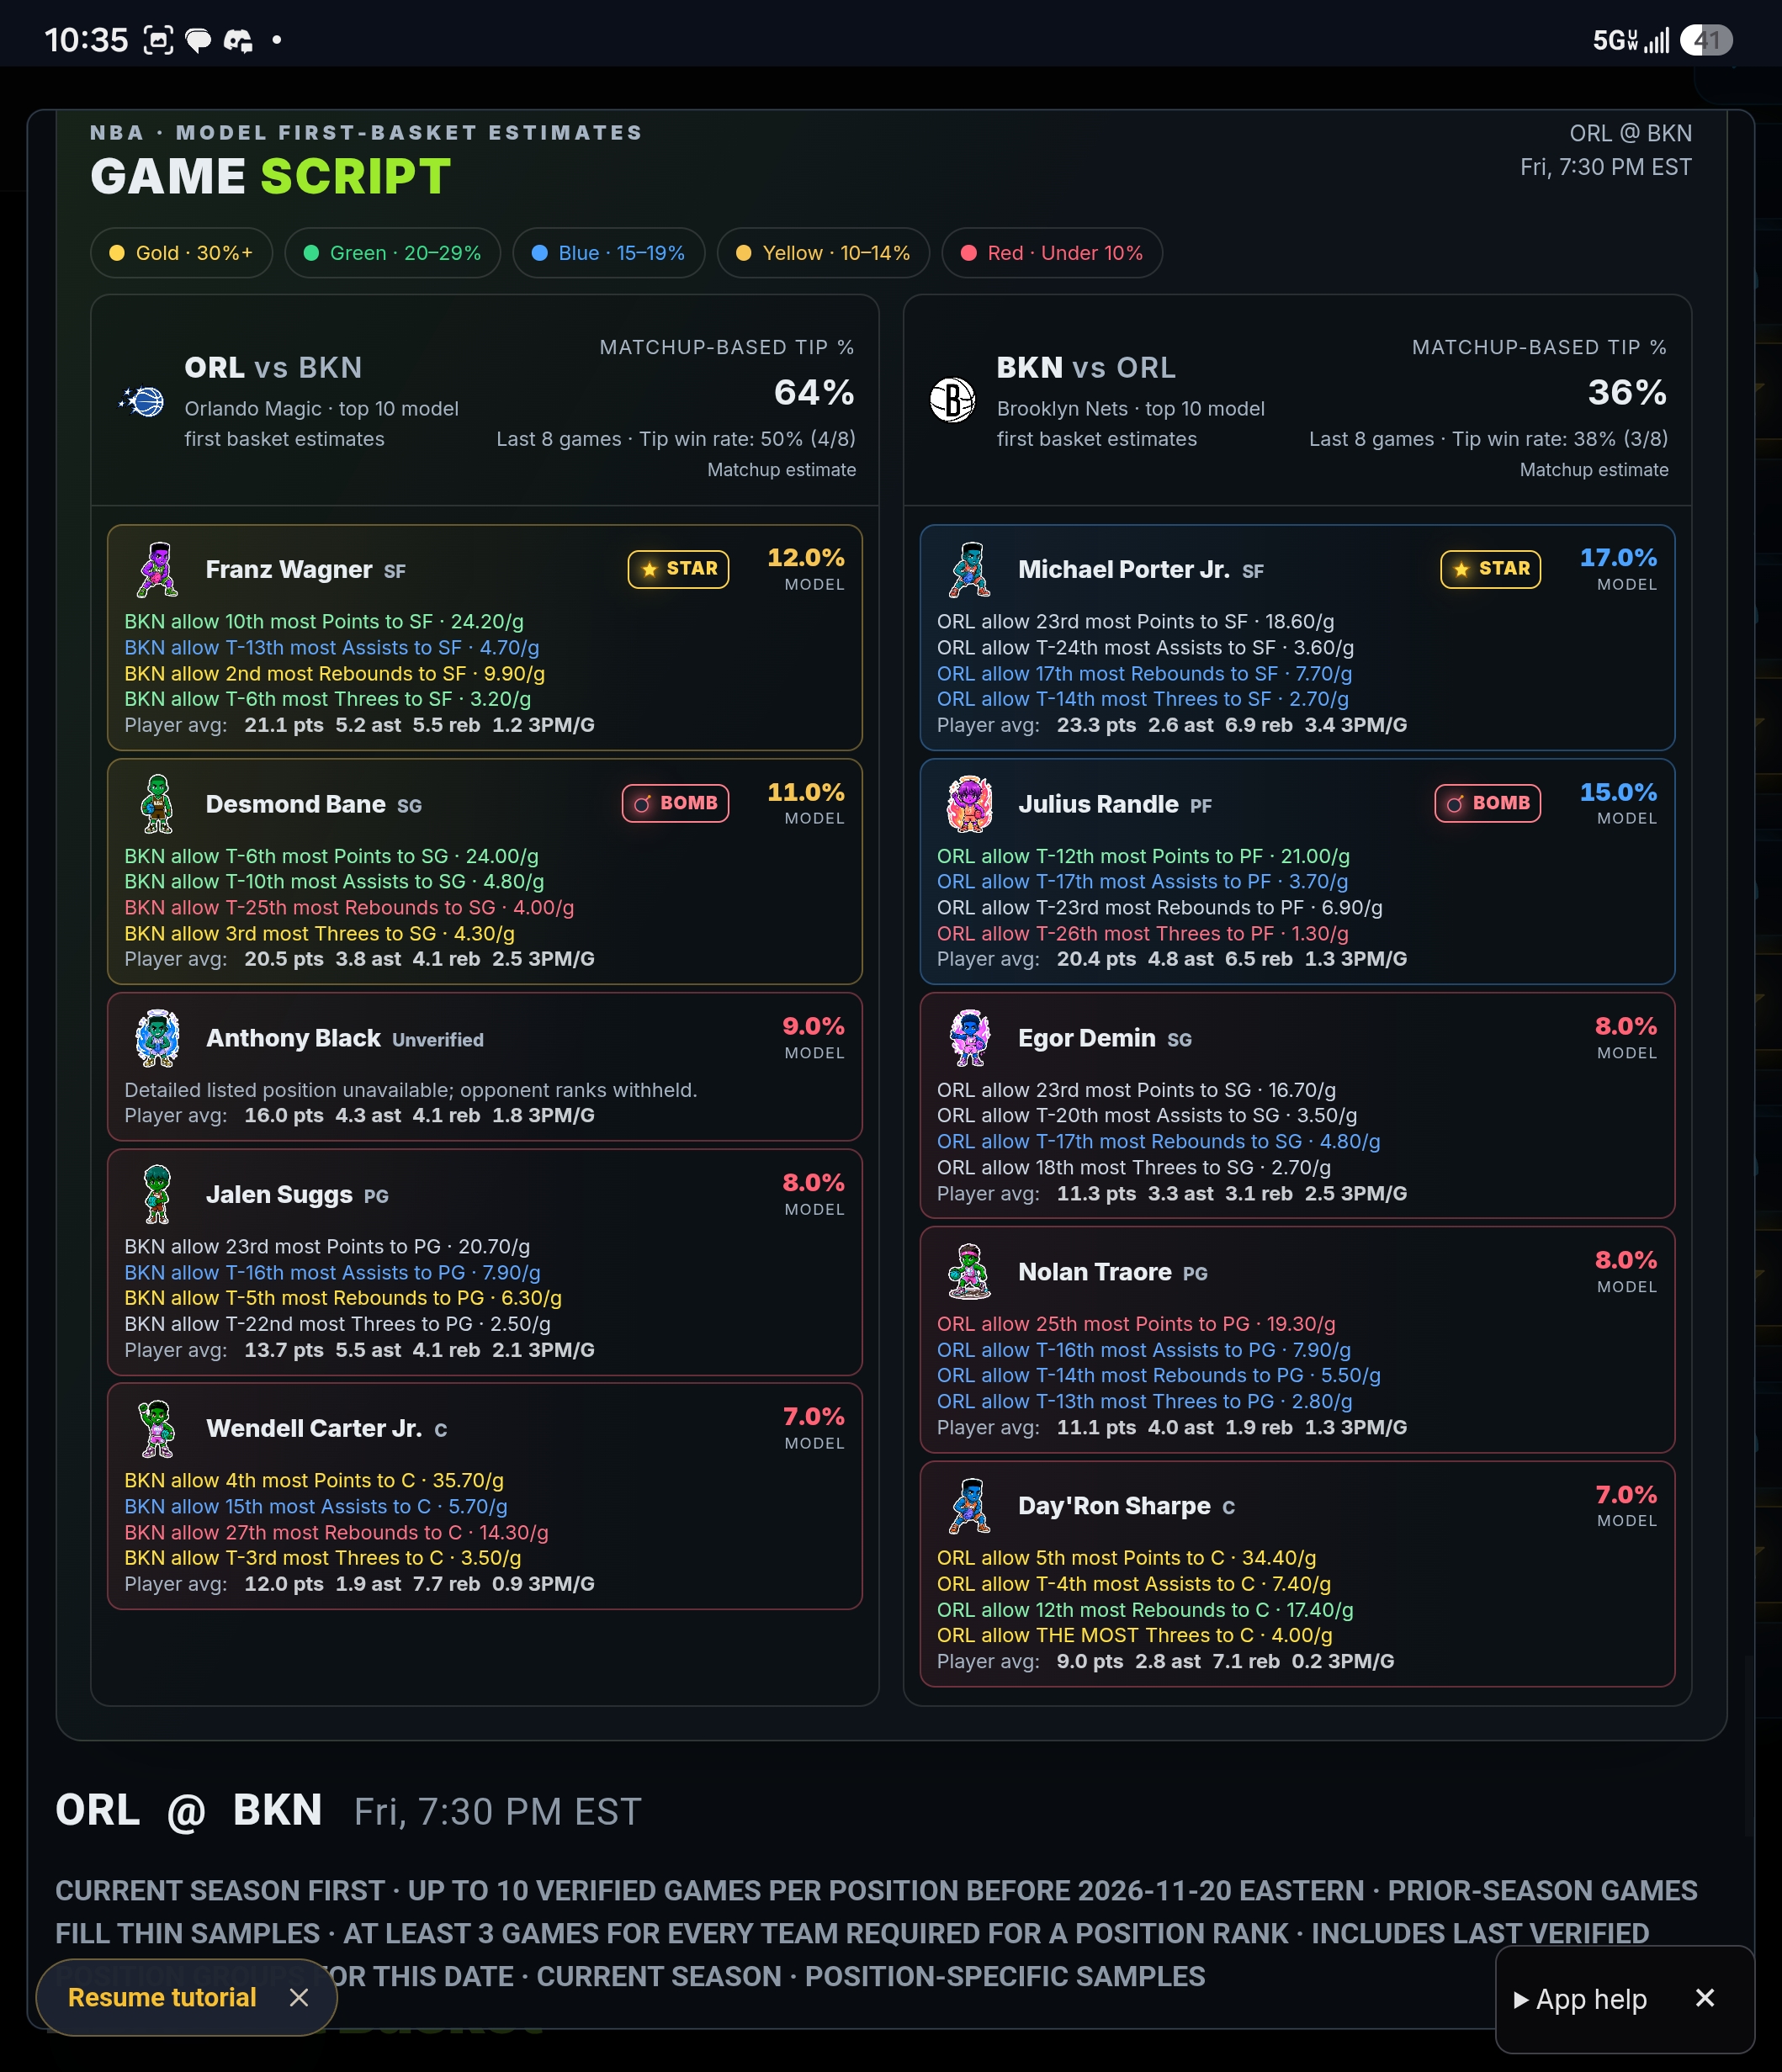 10:35
5G UW 41
NBA · MODEL FIRST-BASKET ESTIMATES
GAME SCRIPT
ORL @ BKN
Fri, 7:30 PM EST
Gold · 30%+
Green · 20–29%
Blue · 15–19%
Yellow · 10–14%
Red · Under 10%
ORL vs BKN
Orlando Magic · top 10 model
first basket estimates
MATCHUP-BASED TIP %
64%
Last 8 games · Tip win rate: 50% (4/8)
Matchup estimate
Franz Wagner SF
STAR
12.0%
MODEL
BKN allow 10th most Points to SF · 24.20/g
BKN allow T-13th most Assists to SF · 4.70/g
BKN allow 2nd most Rebounds to SF · 9.90/g
BKN allow T-6th most Threes to SF · 3.20/g
Player avg: 21.1 pts 5.2 ast 5.5 reb 1.2 3PM/G
Desmond Bane SG
BOMB
11.0%
MODEL
BKN allow T-6th most Points to SG · 24.00/g
BKN allow T-10th most Assists to SG · 4.80/g
BKN allow T-25th most Rebounds to SG · 4.00/g
BKN allow 3rd most Threes to SG · 4.30/g
Player avg: 20.5 pts 3.8 ast 4.1 reb 2.5 3PM/G
Anthony Black Unverified
9.0%
MODEL
Detailed listed position unavailable; opponent ranks withheld.
Player avg: 16.0 pts 4.3 ast 4.1 reb 1.8 3PM/G
Jalen Suggs PG
8.0%
MODEL
BKN allow 23rd most Points to PG · 20.70/g
BKN allow T-16th most Assists to PG · 7.90/g
BKN allow T-5th most Rebounds to PG · 6.30/g
BKN allow T-22nd most Threes to PG · 2.50/g
Player avg: 13.7 pts 5.5 ast 4.1 reb 2.1 3PM/G
Wendell Carter Jr. C
7.0%
MODEL
BKN allow 4th most Points to C · 35.70/g
BKN allow 15th most Assists to C · 5.70/g
BKN allow 27th most Rebounds to C · 14.30/g
BKN allow T-3rd most Threes to C · 3.50/g
Player avg: 12.0 pts 1.9 ast 7.7 reb 0.9 3PM/G
B
BKN vs ORL
Brooklyn Nets · top 10 model
first basket estimates
MATCHUP-BASED TIP %
36%
Last 8 games · Tip win rate: 38% (3/8)
Matchup estimate
Michael Porter Jr. SF
STAR
17.0%
MODEL
ORL allow 23rd most Points to SF · 18.60/g
ORL allow T-24th most Assists to SF · 3.60/g
ORL allow 17th most Rebounds to SF · 7.70/g
ORL allow T-14th most Threes to SF · 2.70/g
Player avg: 23.3 pts 2.6 ast 6.9 reb 3.4 3PM/G
Julius Randle PF
BOMB
15.0%
MODEL
ORL allow T-12th most Points to PF · 21.00/g
ORL allow T-17th most Assists to PF · 3.70/g
ORL allow T-23rd most Rebounds to PF · 6.90/g
ORL allow T-26th most Threes to PF · 1.30/g
Player avg: 20.4 pts 4.8 ast 6.5 reb 1.3 3PM/G
Egor Demin SG
8.0%
MODEL
ORL allow 23rd most Points to SG · 16.70/g
ORL allow T-20th most Assists to SG · 3.50/g
ORL allow T-17th most Rebounds to SG · 4.80/g
ORL allow 18th most Threes to SG · 2.70/g
Player avg: 11.3 pts 3.3 ast 3.1 reb 2.5 3PM/G
Nolan Traore PG
8.0%
MODEL
ORL allow 25th most Points to PG · 19.30/g
ORL allow T-16th most Assists to PG · 7.90/g
ORL allow T-14th most Rebounds to PG · 5.50/g
ORL allow T-13th most Threes to PG · 2.80/g
Player avg: 11.1 pts 4.0 ast 1.9 reb 1.3 3PM/G
Day'Ron Sharpe C
7.0%
MODEL
ORL allow 5th most Points to C · 34.40/g
ORL allow T-4th most Assists to C · 7.40/g
ORL allow 12th most Rebounds to C · 17.40/g
ORL allow THE MOST Threes to C · 4.00/g
Player avg: 9.0 pts 2.8 ast 7.1 reb 0.2 3PM/G
ORL @ BKN Fri, 7:30 PM EST
CURRENT SEASON FIRST · UP TO 10 VERIFIED GAMES PER POSITION BEFORE 2026-11-20 EASTERN · PRIOR-SEASON GAMES
FILL THIN SAMPLES · AT LEAST 3 GAMES FOR EVERY TEAM REQUIRED FOR A POSITION RANK · INCLUDES LAST VERIFIED
POSITION GROUPS FOR THIS DATE · CURRENT SEASON · POSITION-SPECIFIC SAMPLES
Resume tutorial
App help